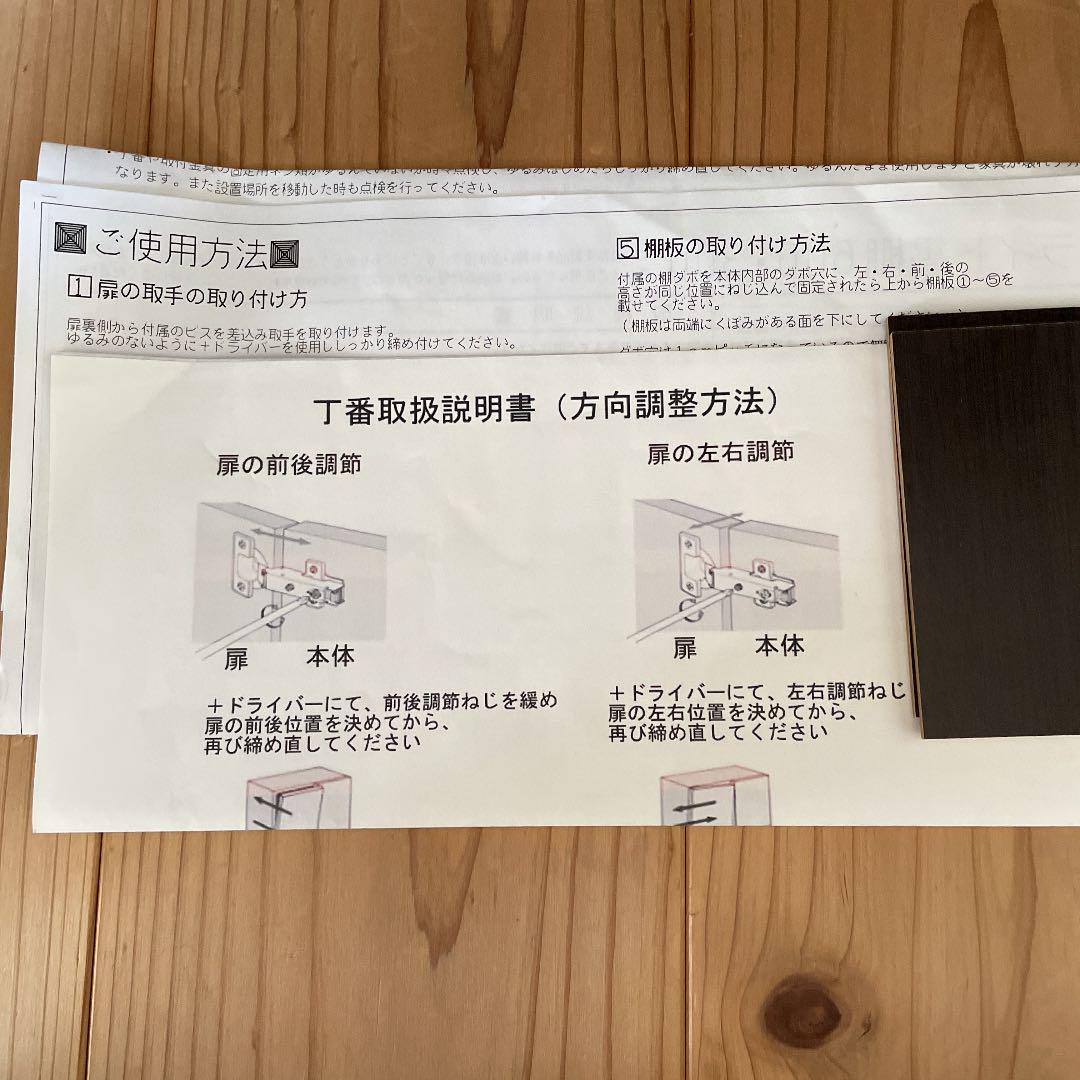 なります。また設置場所を移動した時も点検を行ってください。
ご使用方法
1 扉の取手の取り付け方
扉裏側から付属のビスを差込み取手を取り付けます。
ゆるみのないように+ドライバーを使用ししっかり締め付けてください。
5 棚板の取り付け方法
付属の棚ダボを本体内部のダボ穴に、左・右・前・後の
高さが同じ位置にねじ込んで固定されたら上から棚板①~⑤を
載せてください。
(棚板は両端にくぼみがある面を下にして
丁番取扱説明書(方向調整方法)
扉の前後調節
扉 本体
+ドライバーにて、前後調節ねじを緩め
扉の前後位置を決めてから、
再び締め直してください
扉の左右調節
扉 本体
+ドライバーにて、左右調節ねじ
扉の左右位置を決めてから、
再び締め直してください